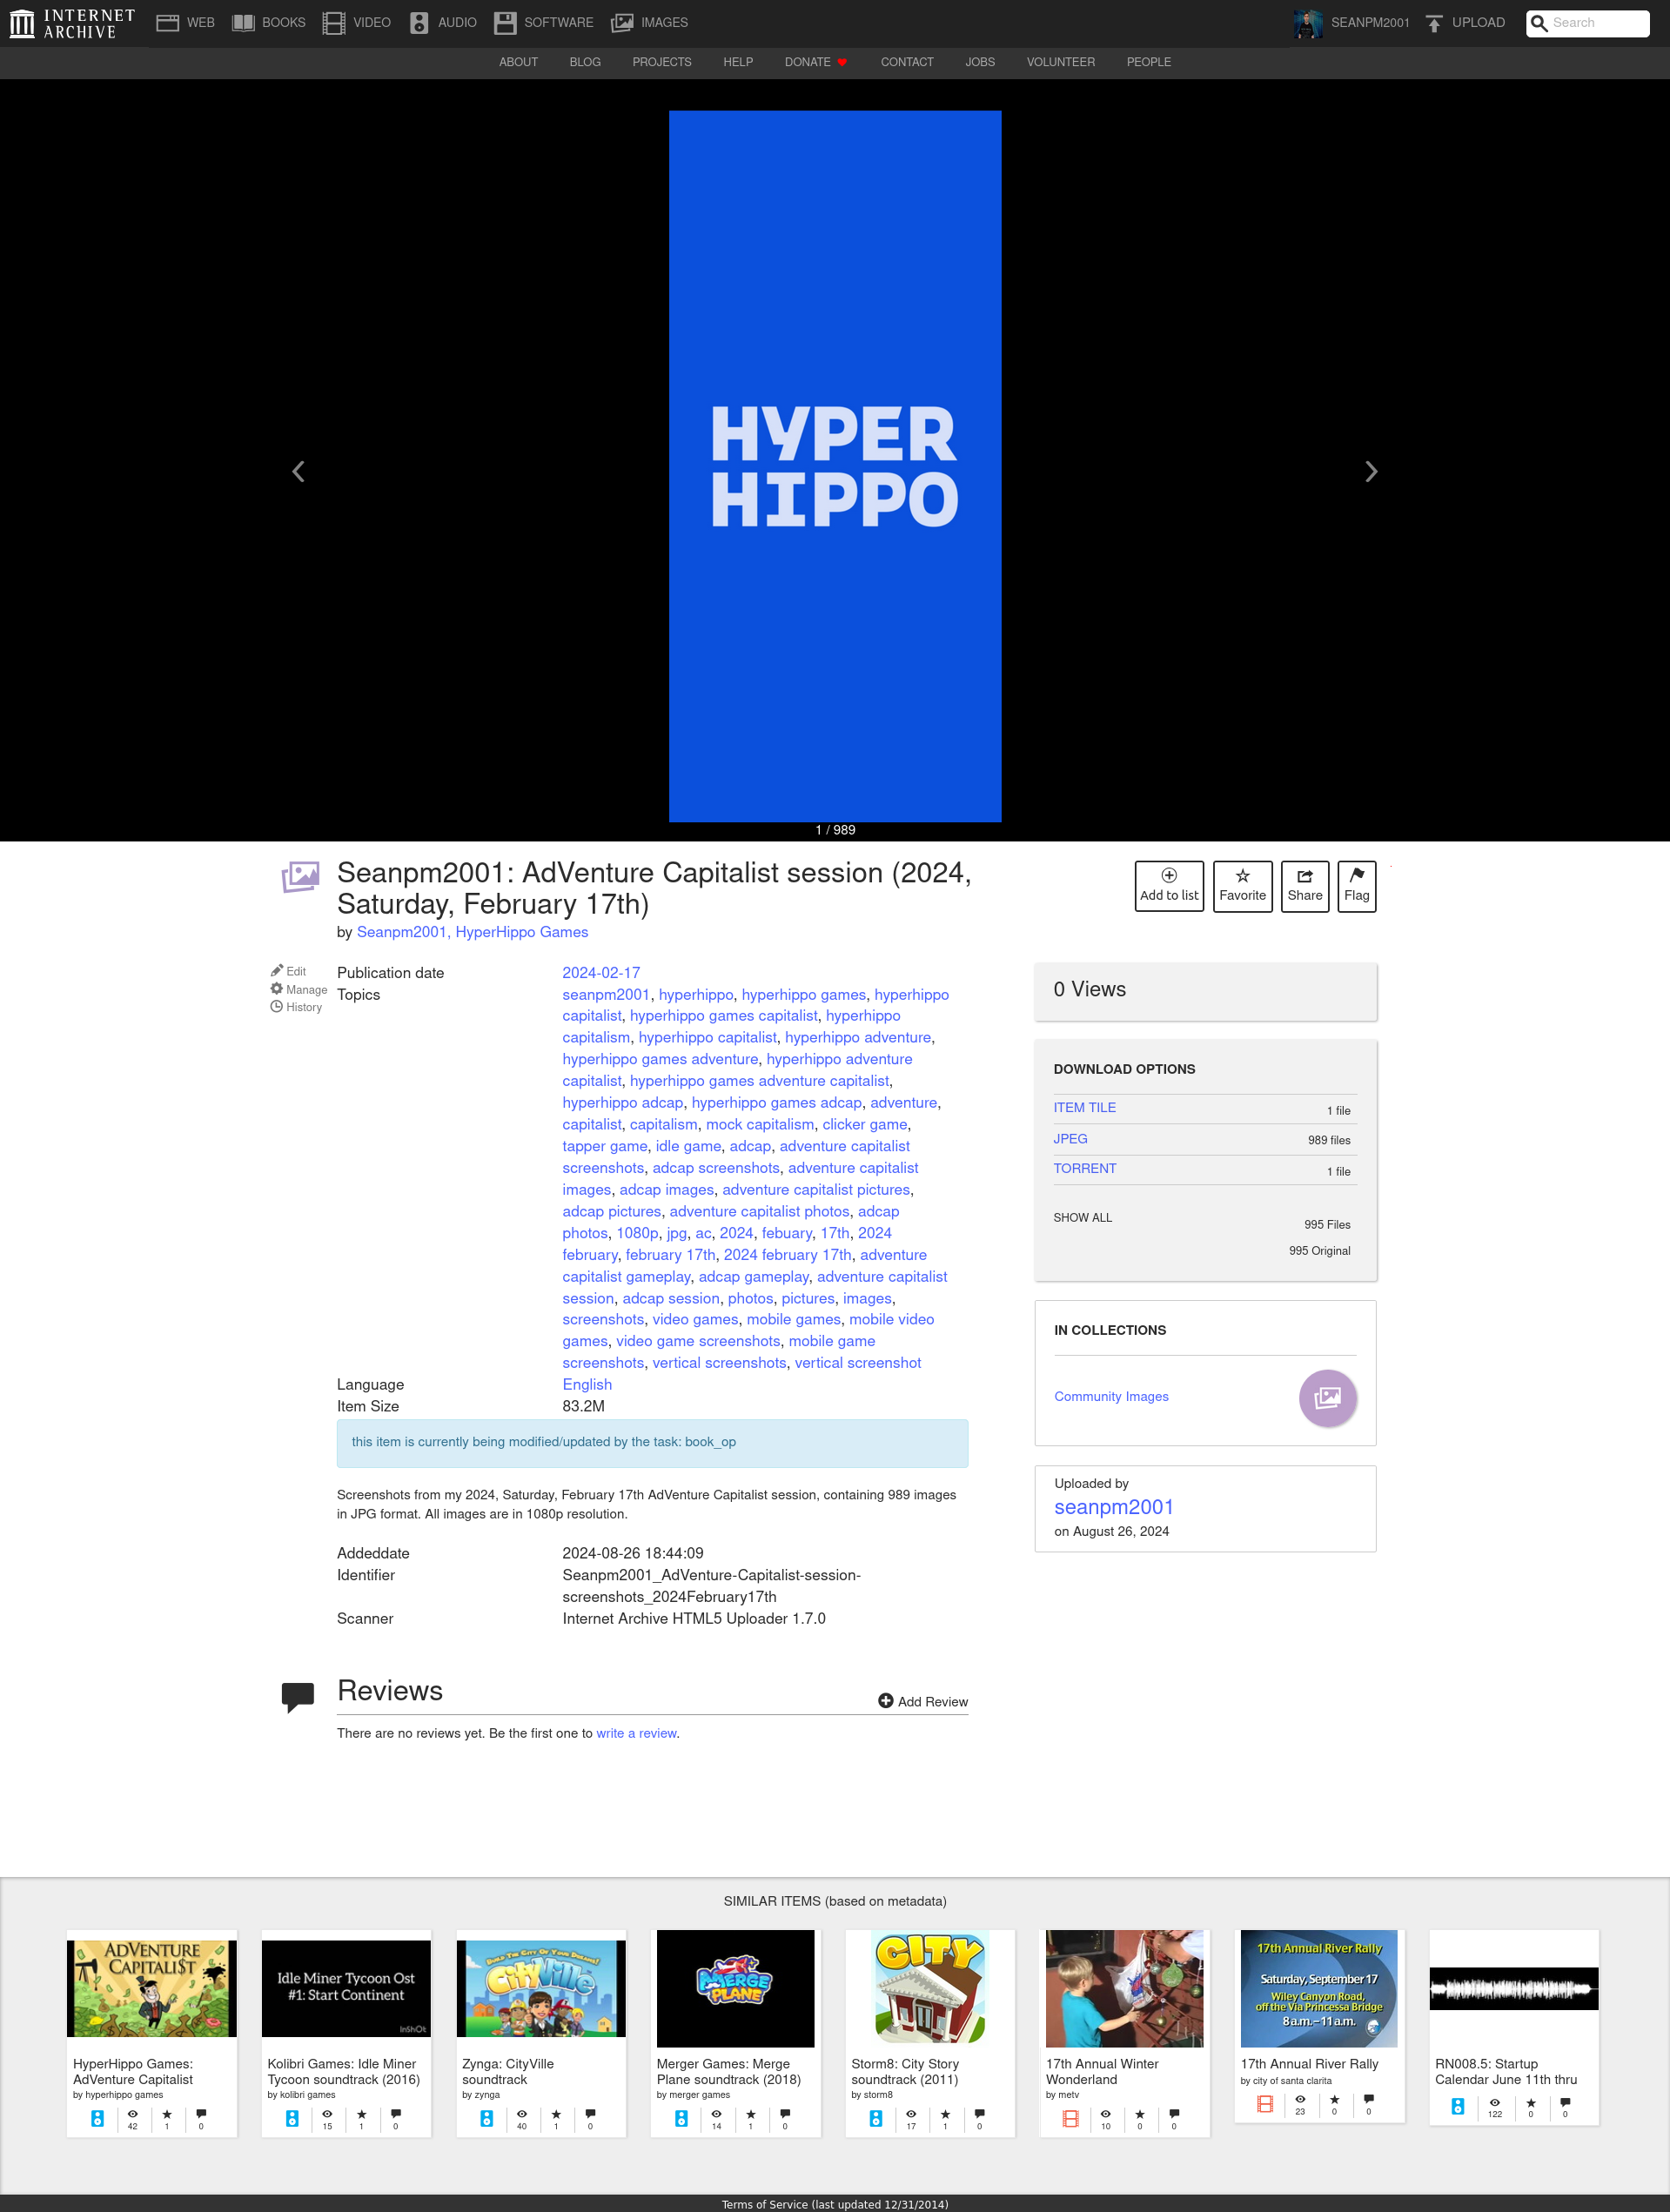 INTERNET ARCHIVE
WEB BOOKS VIDEO AUDIO SOFTWARE IMAGES
SEANPM2001 UPLOAD Search
ABOUT BLOG PROJECTS HELP DONATE CONTACT JOBS VOLUNTEER PEOPLE
HYPER
HIPPO
1 / 989
Seanpm2001: AdVenture Capitalist session (2024,
Saturday, February 17th)
by Seanpm2001, HyperHippo Games
Add to list Favorite Share Flag
Edit
Manage
History
Publication date 2024-02-17
Topics seanpm2001, hyperhippo, hyperhippo games, hyperhippo
capitalist, hyperhippo games capitalist, hyperhippo
capitalism, hyperhippo capitalist, hyperhippo adventure,
hyperhippo games adventure, hyperhippo adventure
capitalist, hyperhippo games adventure capitalist,
hyperhippo adcap, hyperhippo games adcap, adventure,
capitalist, capitalism, mock capitalism, clicker game,
tapper game, idle game, adcap, adventure capitalist
screenshots, adcap screenshots, adventure capitalist
images, adcap images, adventure capitalist pictures,
adcap pictures, adventure capitalist photos, adcap
photos, 1080p, jpg, ac, 2024, febuary, 17th, 2024
february, february 17th, 2024 february 17th, adventure
capitalist gameplay, adcap gameplay, adventure capitalist
session, adcap session, photos, pictures, images,
screenshots, video games, mobile games, mobile video
games, video game screenshots, mobile game
screenshots, vertical screenshots, vertical screenshot
Language English
Item Size 83.2M
this item is currently being modified/updated by the task: book_op
Screenshots from my 2024, Saturday, February 17th AdVenture Capitalist session, containing 989 images
in JPG format. All images are in 1080p resolution.
Addeddate 2024-08-26 18:44:09
Identifier Seanpm2001_AdVenture-Capitalist-session-
screenshots_2024February17th
Scanner Internet Archive HTML5 Uploader 1.7.0
0 Views
DOWNLOAD OPTIONS
ITEM TILE 1 file
JPEG 989 files
TORRENT 1 file
SHOW ALL 995 Files
995 Original
IN COLLECTIONS
Community Images
Uploaded by
seanpm2001
on August 26, 2024
Reviews
Add Review
There are no reviews yet. Be the first one to write a review.
SIMILAR ITEMS (based on metadata)
ADVENTURE
CAPITALI$T
HyperHippo Games:
AdVenture Capitalist
by hyperhippo games
42 1 0
Idle Miner Tycoon Ost
#1: Start Continent
InShOt
Kolibri Games: Idle Miner
Tycoon soundtrack (2016)
by kolibri games
15 1 0
BUILD THE CITY OF YOUR DREAMS!
CityVille
Zynga: CityVille
soundtrack
by zynga
40 1 0
MERGE
PLANE
Merger Games: Merge
Plane soundtrack (2018)
by merger games
14 1 0
CITY
Storm8: City Story
soundtrack (2011)
by storm8
17 1 0
17th Annual Winter
Wonderland
by metv
10 0 0
17th Annual River Rally
Saturday, September 17
Wiley Canyon Road,
off the Via Princessa Bridge
8 a.m. – 11 a.m.
17th Annual River Rally
by city of santa clarita
23 0 0
RN008.5: Startup
Calendar June 11th thru
122 0 0
Terms of Service (last updated 12/31/2014)